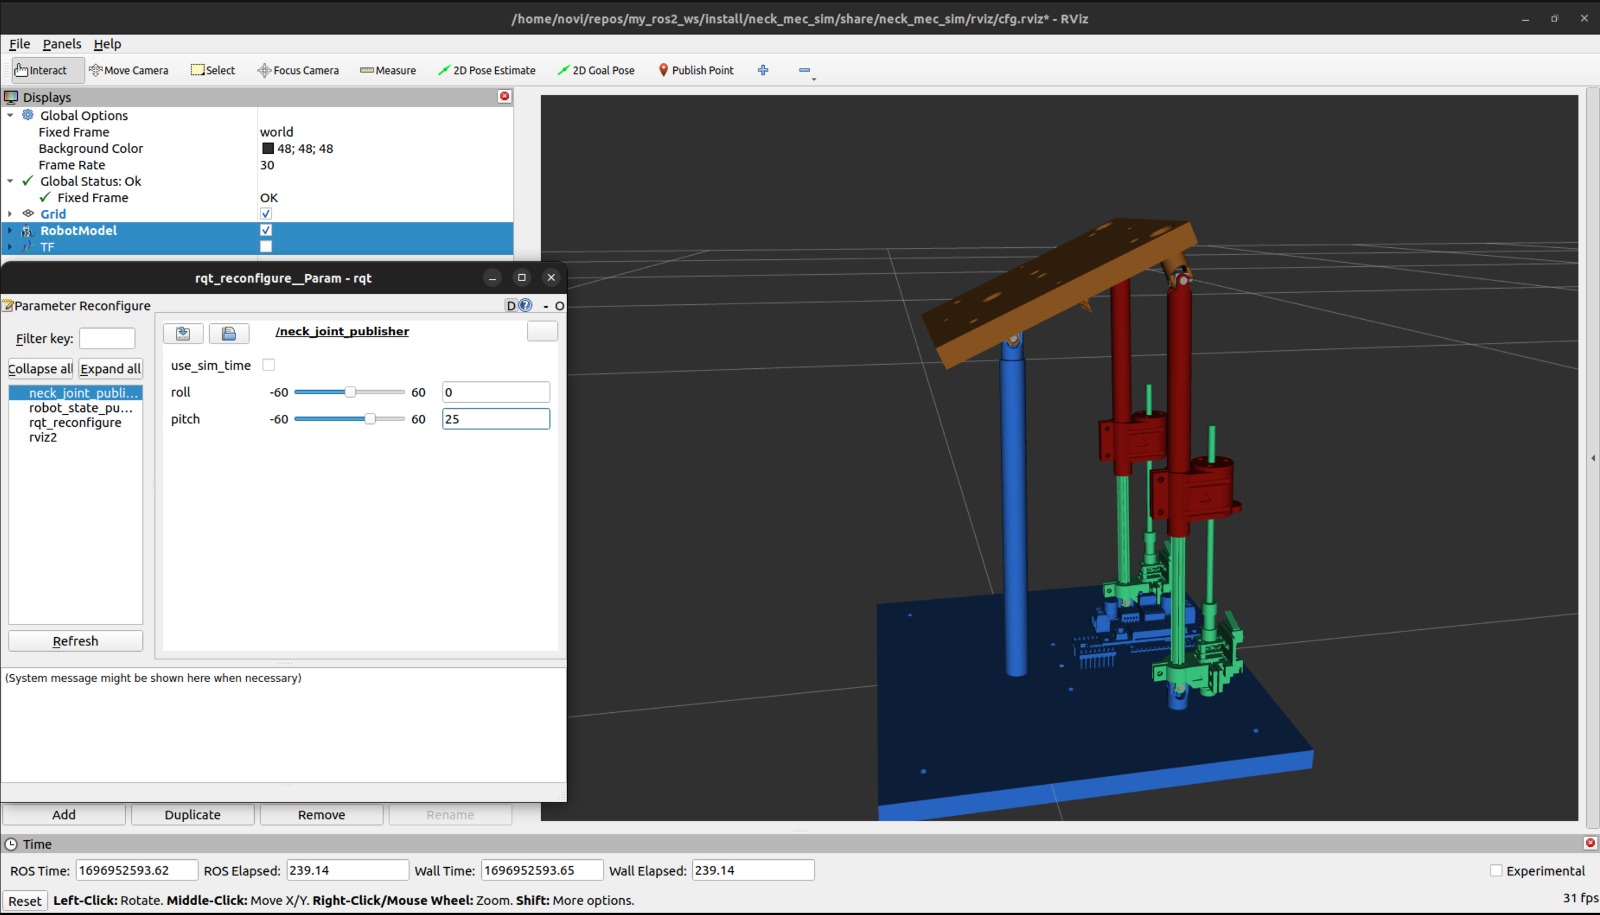 /home/novi/repos/my_ros2_ws/install/neck_mec_sim/share/neck_mec_sim/rviz/cfg.rviz* - RViz
File Panels Help
Interact Move Camera Select Focus Camera Measure 2D Pose Estimate 2D Goal Pose Publish Point
Displays
Global Options
Fixed Frame world
Background Color 48; 48; 48
Frame Rate 30
Global Status: Ok
Fixed Frame OK
Grid
RobotModel
TF
rqt_reconfigure__Param - rqt
Parameter Reconfigure D ? - O
Filter key:
Collapse all Expand all
neck_joint_publi...
robot_state_pu...
rqt_reconfigure
rviz2
Refresh
/neck_joint_publisher
use_sim_time
roll -60 60 0
pitch -60 60 25
(System message might be shown here when necessary)
Add Duplicate Remove Rename
Time
ROS Time: 1696952593.62 ROS Elapsed: 239.14 Wall Time: 1696952593.65 Wall Elapsed: 239.14 Experimental
Reset Left-Click: Rotate. Middle-Click: Move X/Y. Right-Click/Mouse Wheel: Zoom. Shift: More options. 31 fps